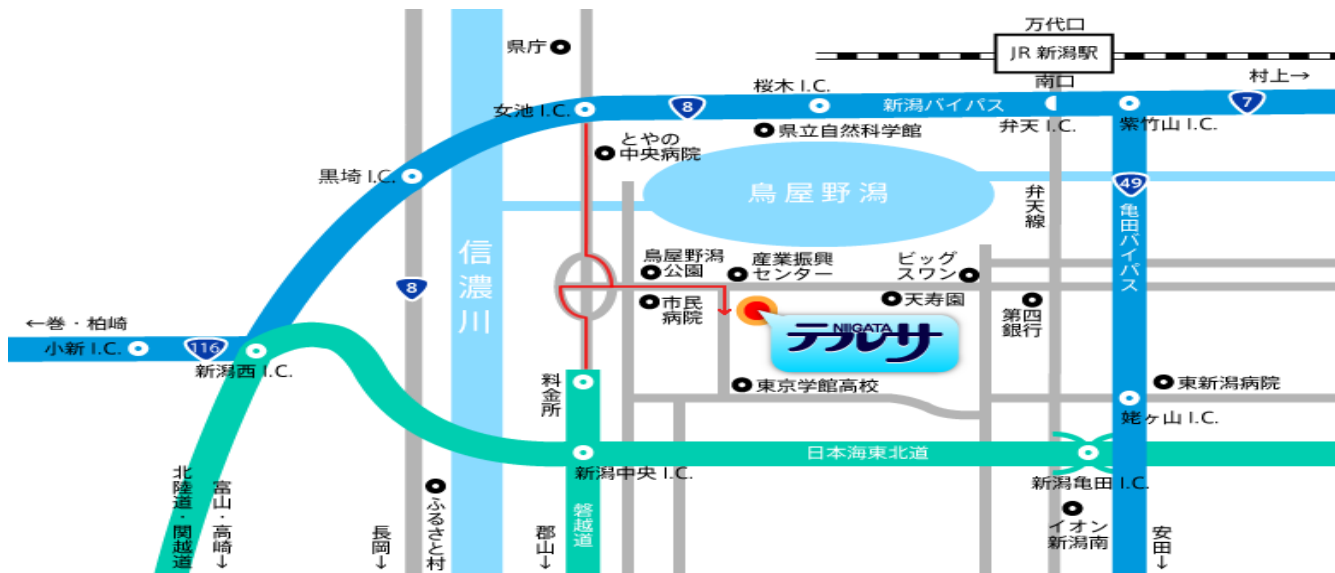 万代口
JR 新潟駅
南口
村上→
県庁
女池 I.C.
8
桜木 I.C.
新潟バイパス
弁天 I.C.
紫竹山 I.C.
7
とやの
中央病院
県立自然科学館
黒埼 I.C.
鳥屋野潟
弁天線
49
亀田バイパス
信濃川
8
鳥屋野潟
公園
産業振興
センター
ビッグ
スワン
市民
病院
天寿園
第四銀行
NIIGATA
テルサ
←巻・柏崎
小新 I.C.
116
新潟西 I.C.
料金所
東京学館高校
東新潟病院
姥ヶ山 I.C.
日本海東北道
新潟中央 I.C.
新潟亀田 I.C.
北陸道・関越道
富山・高崎↓
長岡↓
ふるさと村
郡山↓
磐越道
イオン
新潟南
安田↓